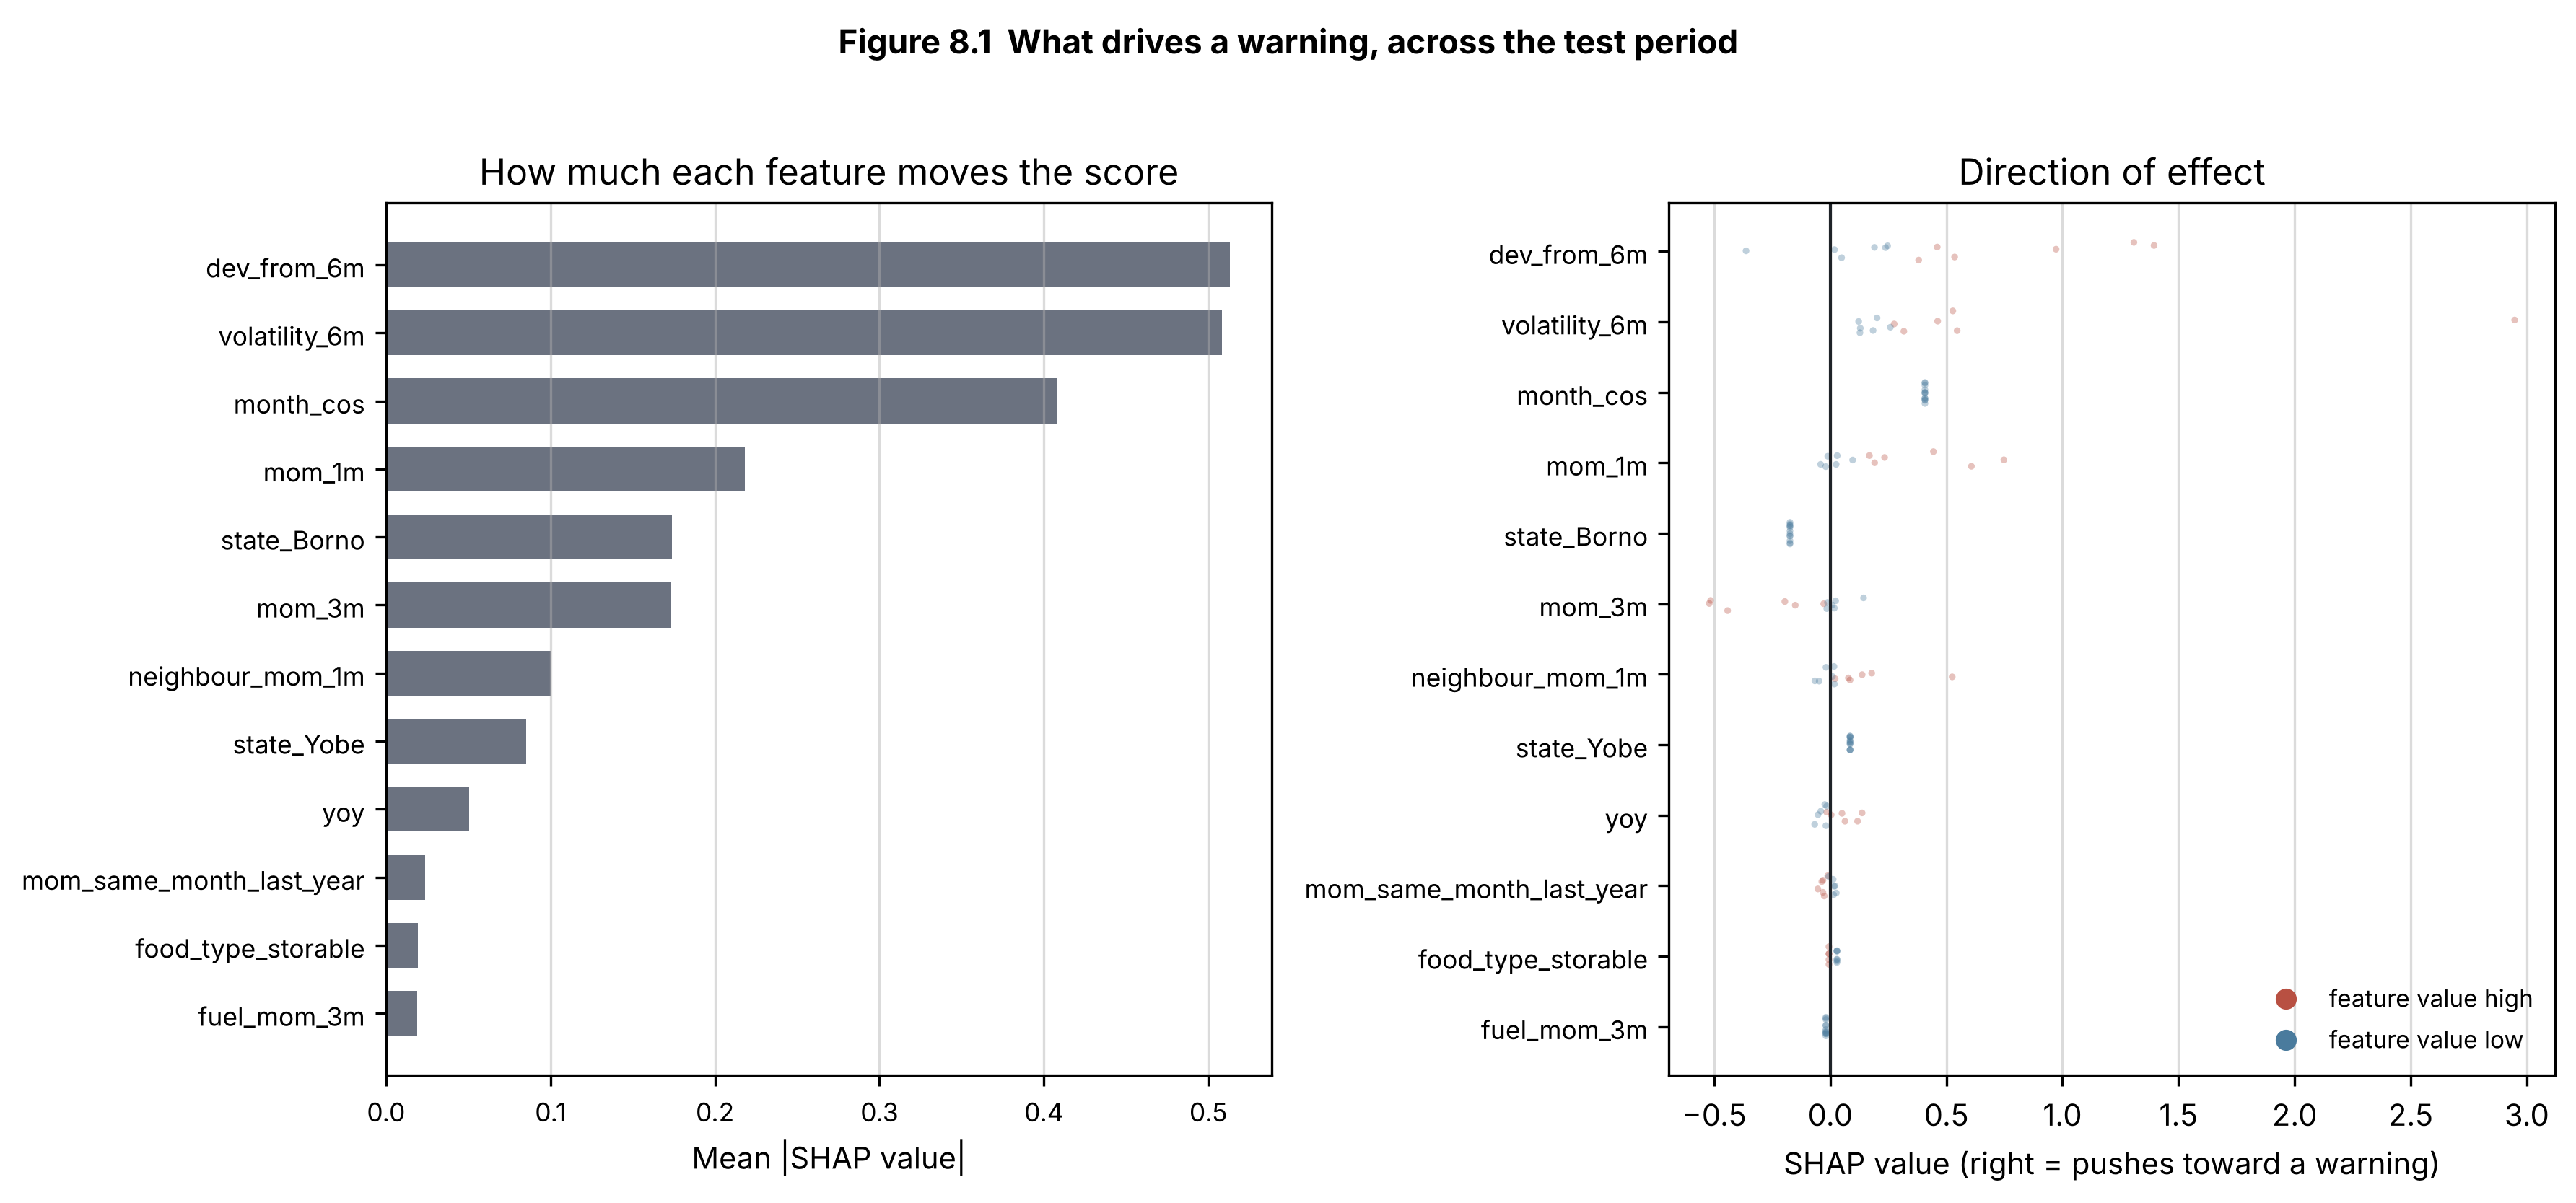 Figure 8.1  What drives a warning, across the test period
How much each feature moves the score
dev_from_6m
volatility_6m
month_cos
mom_1m
state_Borno
mom_3m
neighbour_mom_1m
state_Yobe
yoy
mom_same_month_last_year
food_type_storable
fuel_mom_3m
0.0 0.1 0.2 0.3 0.4 0.5
Mean |SHAP value|
Direction of effect
dev_from_6m
volatility_6m
month_cos
mom_1m
state_Borno
mom_3m
neighbour_mom_1m
state_Yobe
yoy
mom_same_month_last_year
food_type_storable
fuel_mom_3m
feature value high
feature value low
−0.5 0.0 0.5 1.0 1.5 2.0 2.5 3.0
SHAP value (right = pushes toward a warning)